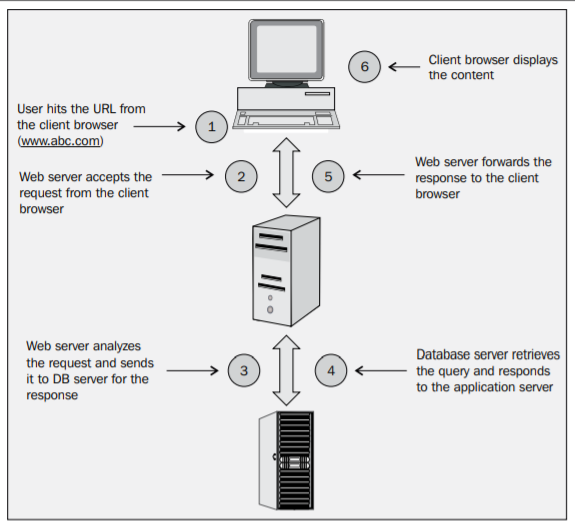 6
Client browser displays
the content
User hits the URL from
the client browser
(www.abc.com)
1
Web server accepts the
request from the client
browser
2
5
Web server forwards the
response to the client
browser
Web server analyzes
the request and sends
it to DB server for the
response
3
4
Database server retrieves
the query and responds
to the application server